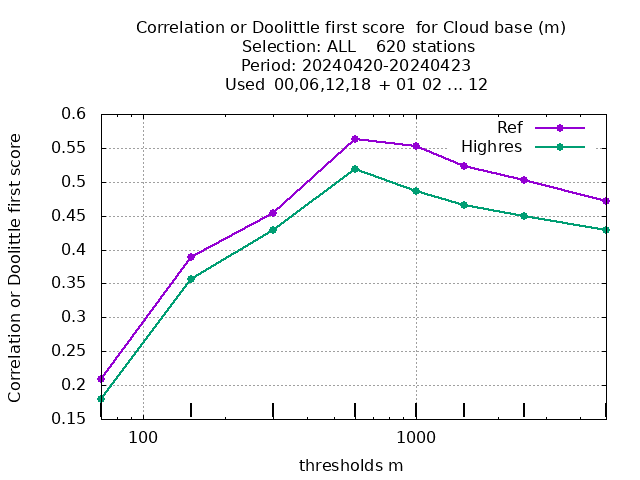 Correlation or Doolittle first score  for Cloud base (m)
Selection: ALL    620 stations
Period: 20240420-20240423
Used  00,06,12,18 + 01 02 ... 12
Correlation or Doolittle first score
0.6
0.55
0.5
0.45
0.4
0.35
0.3
0.25
0.2
0.15
Ref
Highres
100
1000
thresholds m